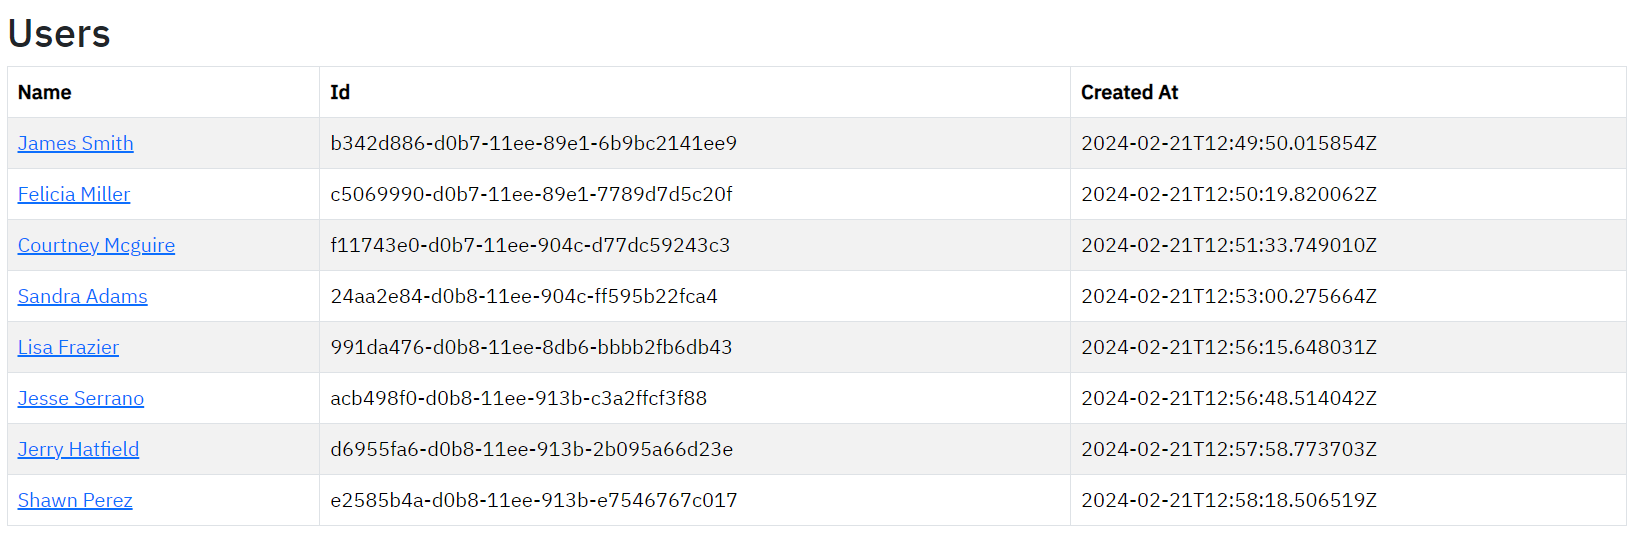 Users
Name Id Created At
James Smith b342d886-d0b7-11ee-89e1-6b9bc2141ee9 2024-02-21T12:49:50.015854Z
Felicia Miller c5069990-d0b7-11ee-89e1-7789d7d5c20f 2024-02-21T12:50:19.820062Z
Courtney Mcguire f11743e0-d0b7-11ee-904c-d77dc59243c3 2024-02-21T12:51:33.749010Z
Sandra Adams 24aa2e84-d0b8-11ee-904c-ff595b22fca4 2024-02-21T12:53:00.275664Z
Lisa Frazier 991da476-d0b8-11ee-8db6-bbbb2fb6db43 2024-02-21T12:56:15.648031Z
Jesse Serrano acb498f0-d0b8-11ee-913b-c3a2ffcf3f88 2024-02-21T12:56:48.514042Z
Jerry Hatfield d6955fa6-d0b8-11ee-913b-2b095a66d23e 2024-02-21T12:57:58.773703Z
Shawn Perez e2585b4a-d0b8-11ee-913b-e7546767c017 2024-02-21T12:58:18.506519Z